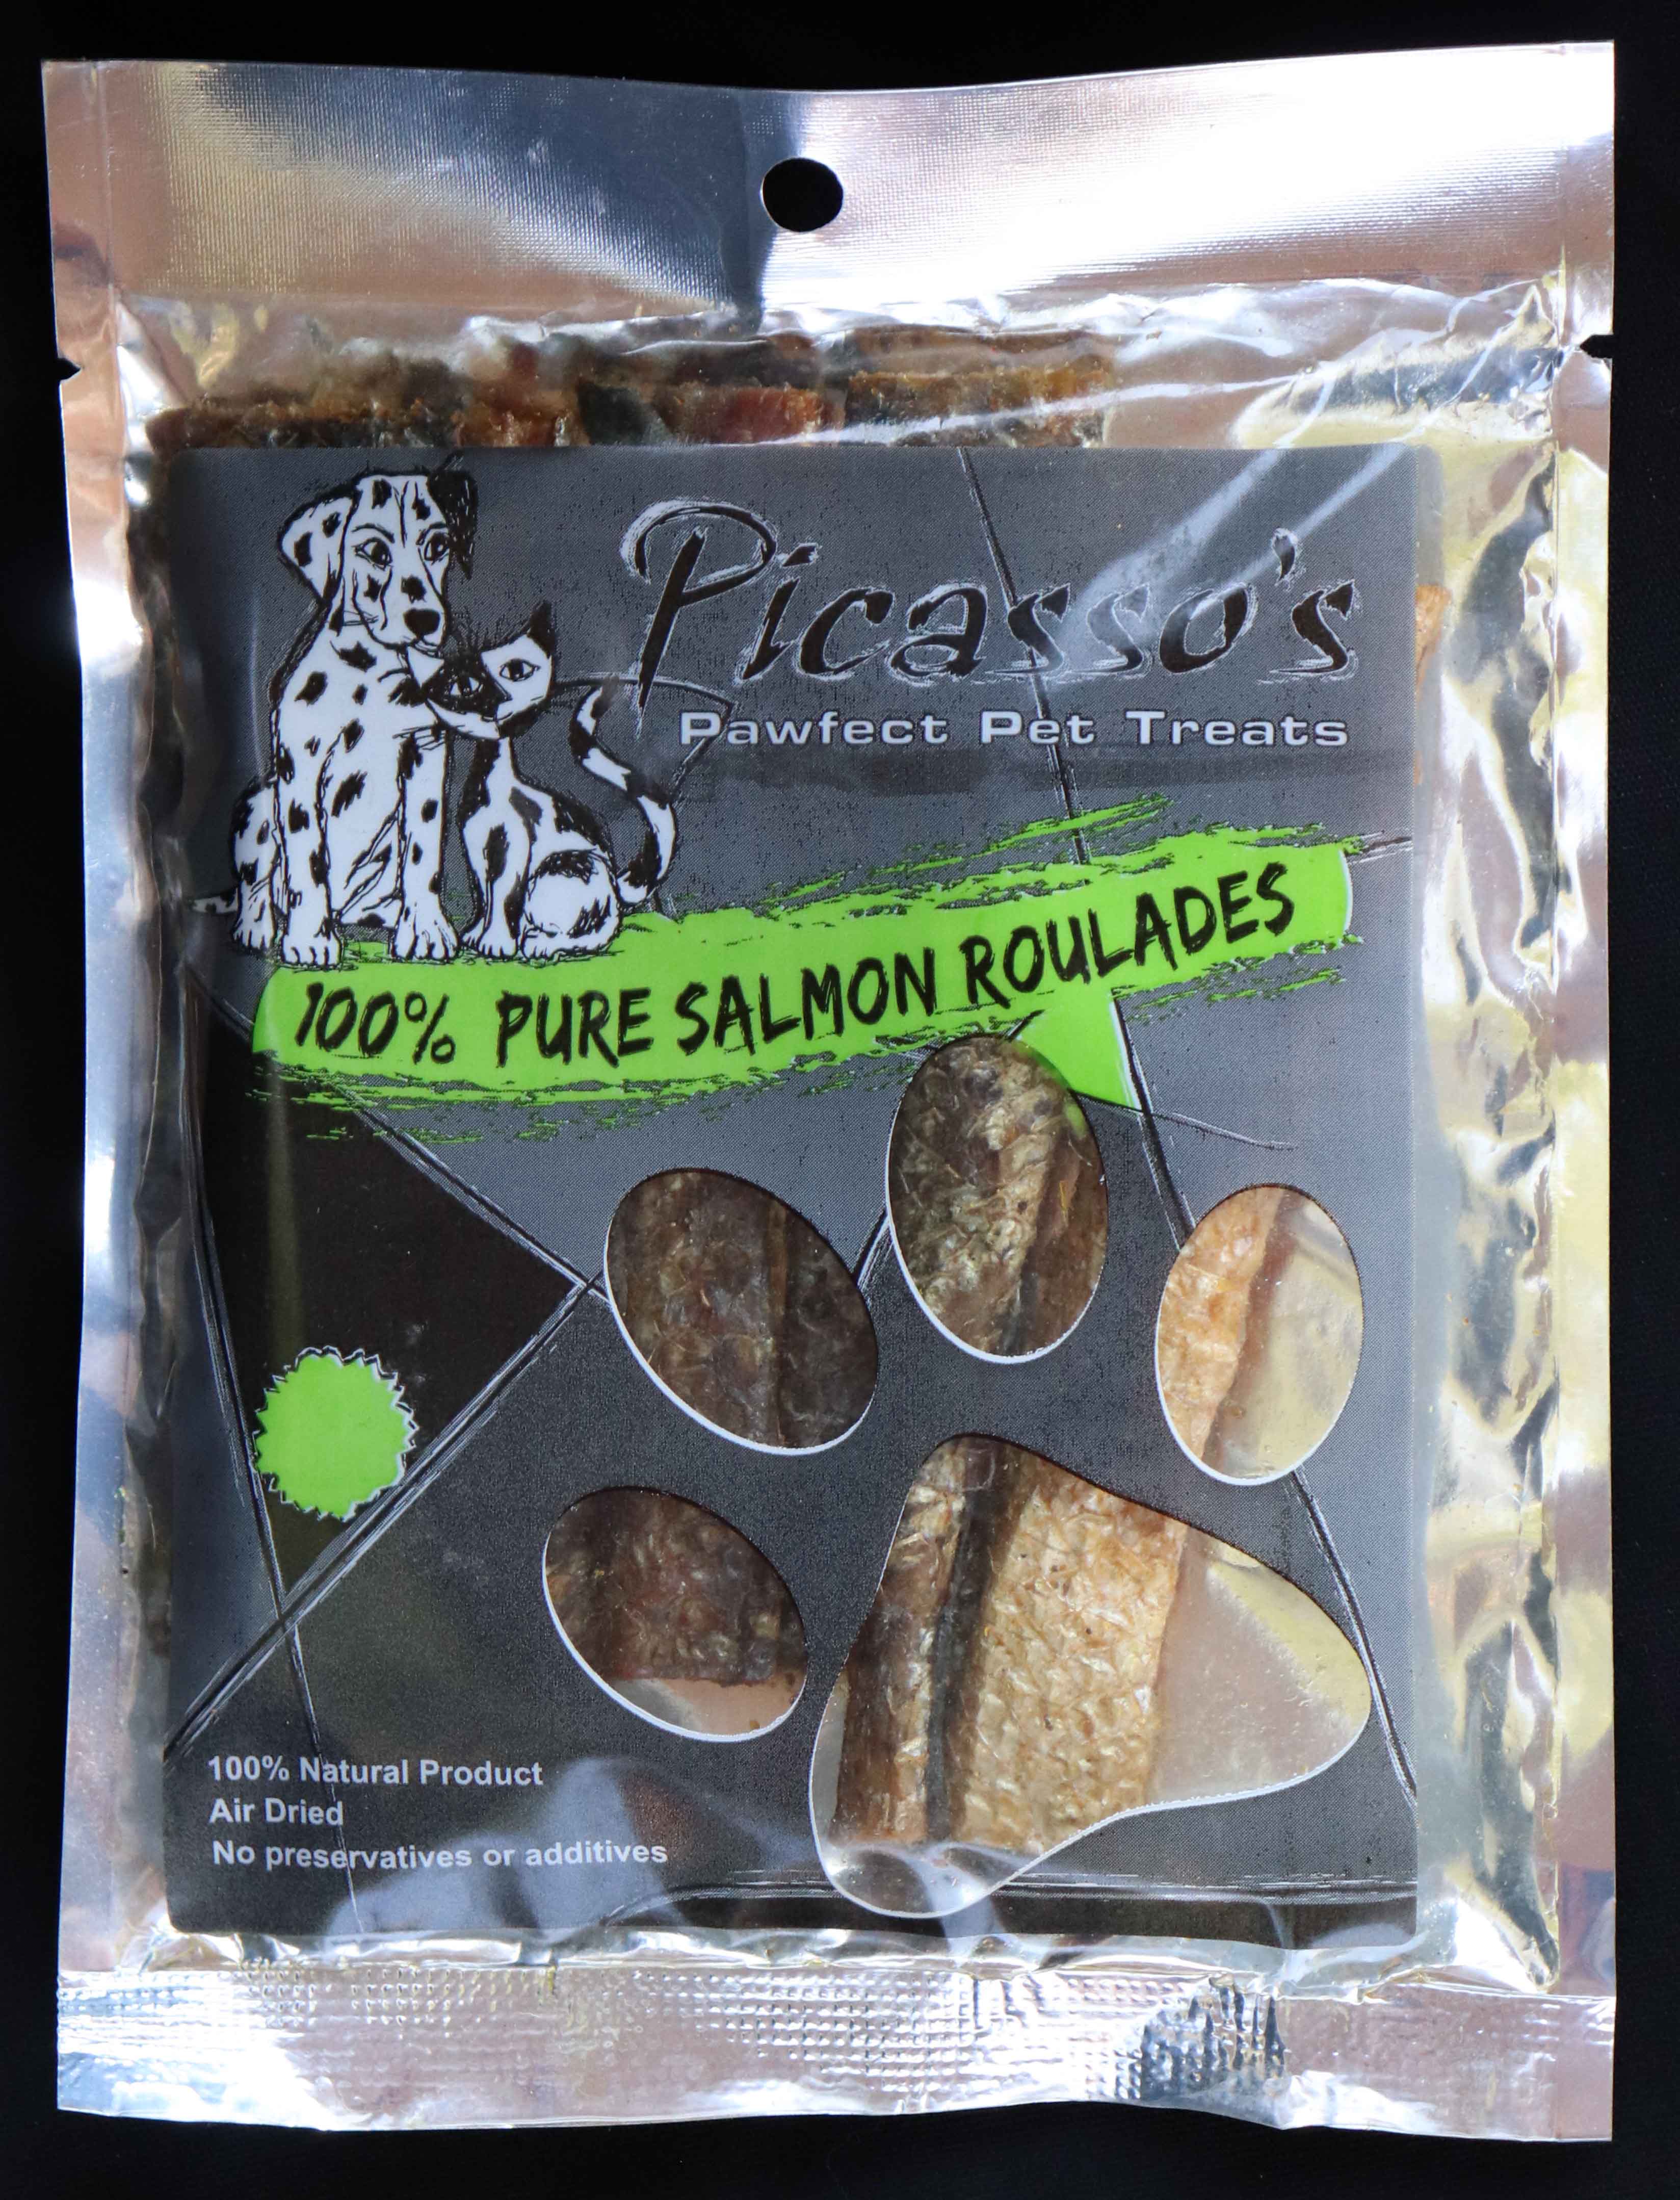 Picasso's
Pawfect Pet Treats
100% PURE SALMON ROULADES
100% Natural Product
Air Dried
No preservatives or additives